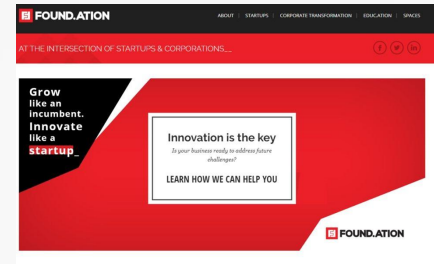 FOUND.ATION
ABOUT | STARTUPS | CORPORATE TRANSFORMATION | EDUCATION | SPACES
AT THE INTERSECTION OF STARTUPS & CORPORATIONS__
f in
Grow
like an
incumbent.
Innovate
like a
startup_
Innovation is the key
Is your business ready to address future
challenges?
LEARN HOW WE CAN HELP YOU
FOUND.ATION